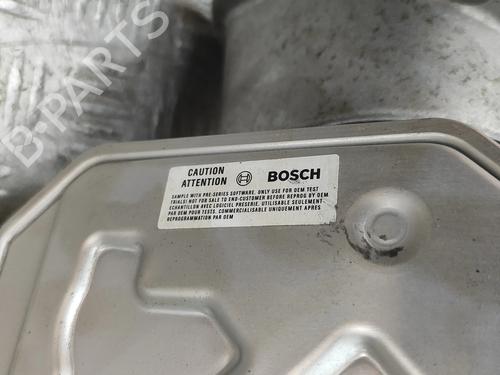 B-PARTS
CAUTION
ATTENTION BOSCH
SAMPLE WITH PRE-SERIES SOFTWARE. ONLY USE FOR OEM TEST
TRIALS! NOT FOR SALE TO END-CUSTOMER BEFORE REPROG BY OEM
ECHANTILLON AVEC LOGICIEL PRESERIE. UTILISABLE SEULEMENT
PAR OEM POUR TESTS. COMMERCIALISABLE UNIQUEMENT APRES
REPROGRAMMATION PAR OEM